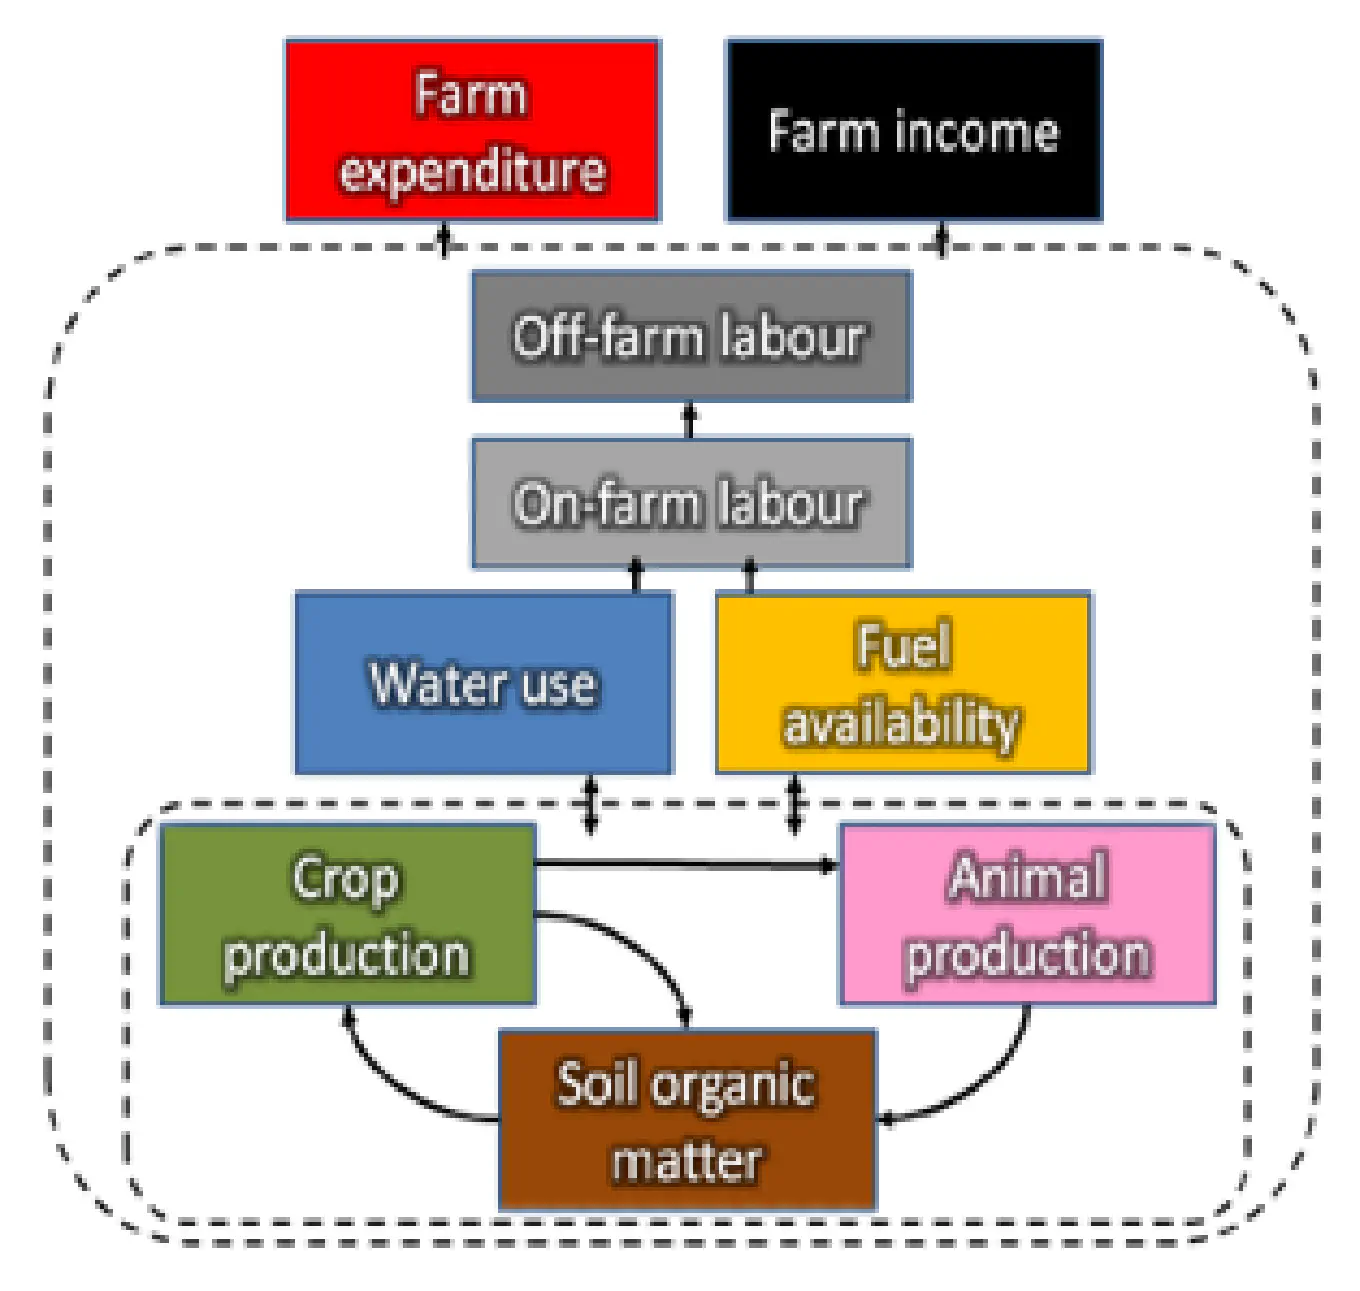 Farm
expenditure
Farm income
Off-farm labour
On-farm labour
Water use
Fuel
availability
Crop
production
Animal
production
Soil organic
matter